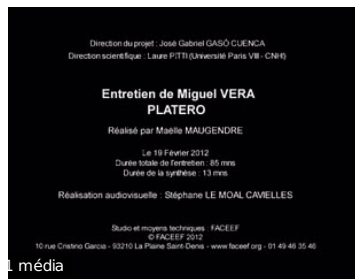 Direction du projet : José Gabriel GASÓ CUENCA
Direction scientifique : Laure PITTI (Université Paris VIII - CNH)
Entretien de Miguel VERA
PLATERO
Réalisé par Maëlle MAUGENDRE
Le 19 Février 2012
Durée totale de l'entretien : 85 mns
Durée de la synthèse : 13 mns
Réalisation audiovisuelle : Stéphane LE MOAL CAVIELLES
Studio et moyens techniques : FACEEF
© FACEEF 2012
10 rue Cristino Garcia - 93210 La Plaine Saint-Denis - www.faceef.org - 01 49 46 35 46
1 média